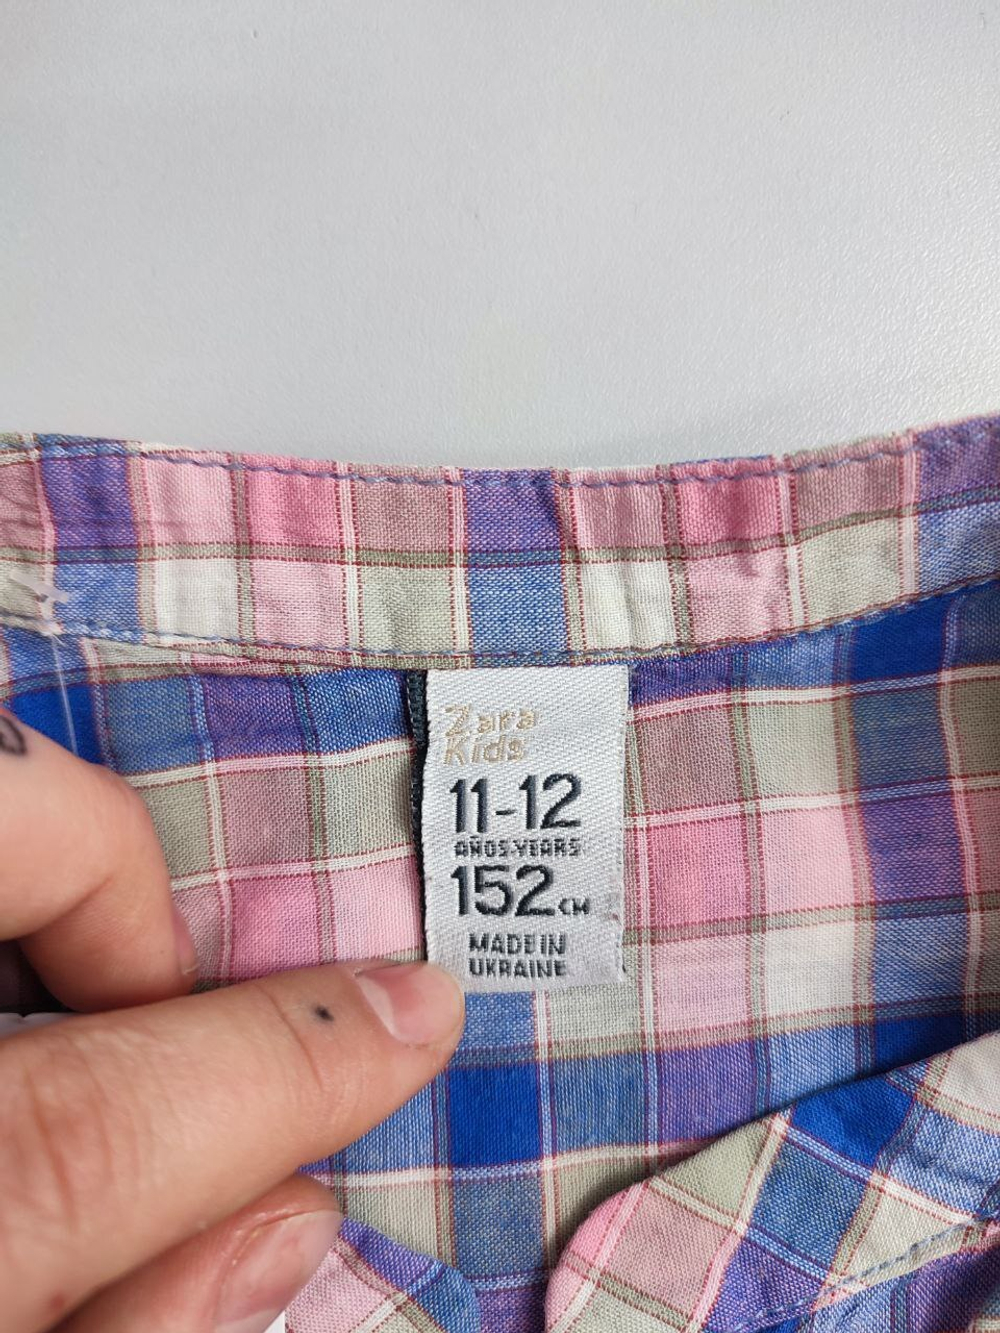 Zara
Kids
11-12
AÑOS-YEARS
152CM
MADE IN
UKRAINE